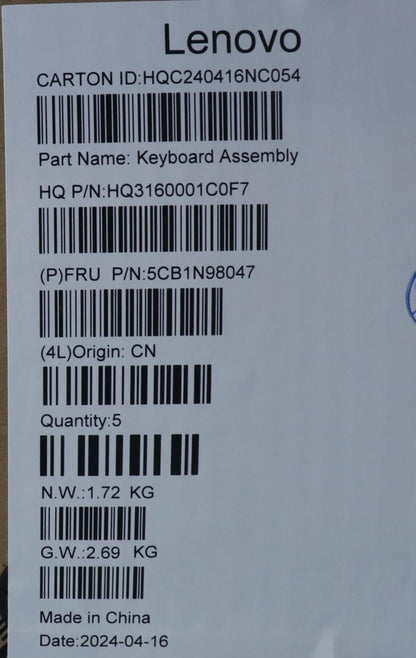 Lenovo
CARTON ID:HQC240416NC054
Part Name: Keyboard Assembly
HQ P/N:HQ3160001C0F7
(P)FRU P/N:5CB1N98047
(4L)Origin: CN
Quantity:5
N.W.:1.72 KG
G.W.:2.69 KG
Made in China
Date:2024-04-16